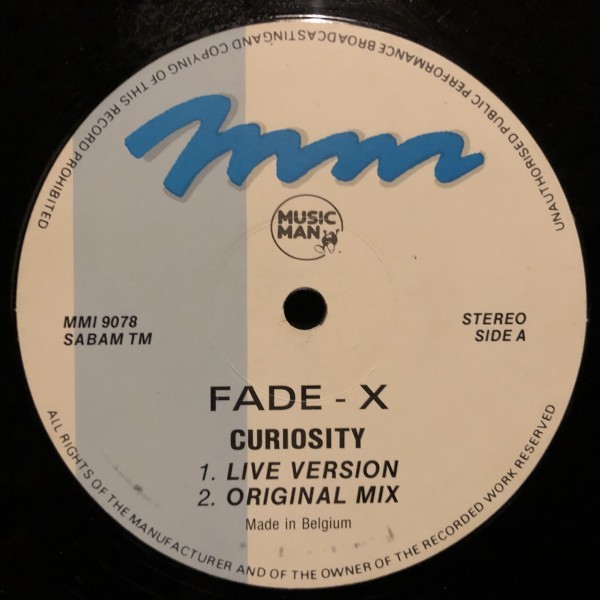 UNAUTHORISED PUBLIC PERFORMANCE BROADCASTING AND COPYING OF THIS RECORD PROHIBITED
mm
MUSIC
MAN
MMI 9078
SABAM TM
STEREO
SIDE A
FADE - X
CURIOSITY
1. LIVE VERSION
2. ORIGINAL MIX
Made in Belgium
ALL RIGHTS OF THE MANUFACTURER AND OF THE OWNER OF THE RECORDED WORK RESERVED